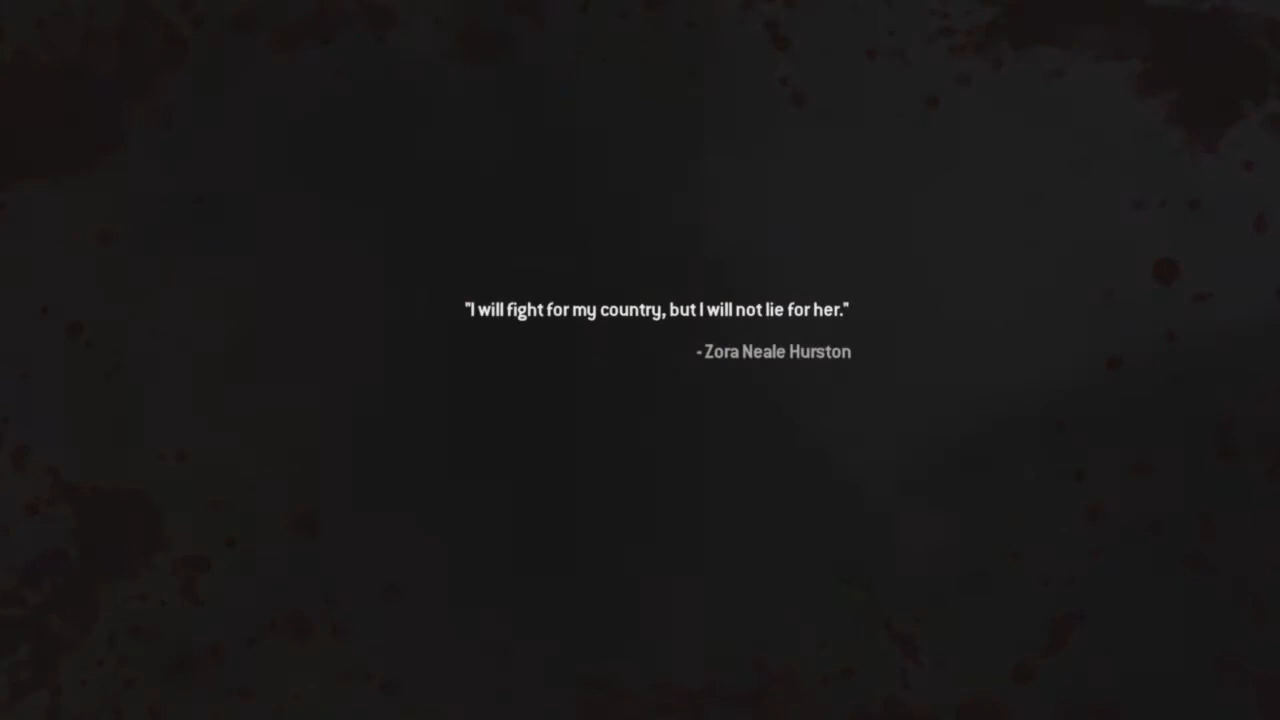 "I will fight for my country, but I will not lie for her."
- Zora Neale Hurston